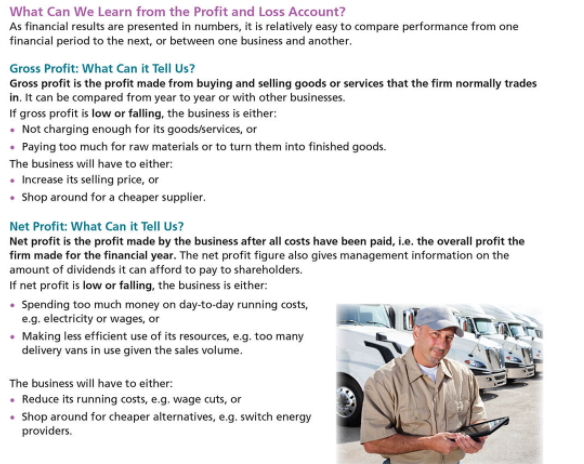 What Can We Learn from the Profit and Loss Account?
As financial results are presented in numbers, it is relatively easy to compare performance from one
financial period to the next, or between one business and another.
Gross Profit: What Can it Tell Us?
Gross profit is the profit made from buying and selling goods or services that the firm normally trades
in. It can be compared from year to year or with other businesses.
If gross profit is low or falling, the business is either:
• Not charging enough for its goods/services, or
• Paying too much for raw materials or to turn them into finished goods.
The business will have to either:
• Increase its selling price, or
• Shop around for a cheaper supplier.
Net Profit: What Can it Tell Us?
Net profit is the profit made by the business after all costs have been paid, i.e. the overall profit the
firm made for the financial year. The net profit figure also gives management information on the
amount of dividends it can afford to pay to shareholders.
If net profit is low or falling, the business is either:
• Spending too much money on day-to-day running costs,
e.g. electricity or wages, or
• Making less efficient use of its resources, e.g. too many
delivery vans in use given the sales volume.
The business will have to either:
• Reduce its running costs, e.g. wage cuts, or
• Shop around for cheaper alternatives, e.g. switch energy
providers.